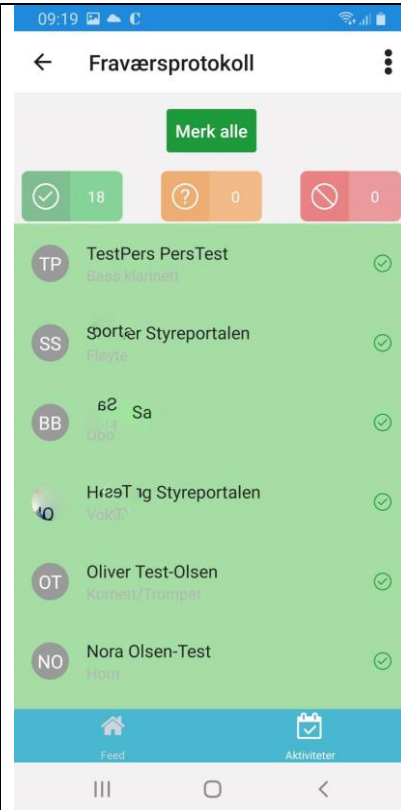 09:19
Fraværsprotokoll
Merk alle
18 0 0
TP TestPers PersTest
Bass klarinett
SS Styreportalen
Fløyte
BB Sa
Styreportalen
OT Oliver Test-Olsen
Kornett/Trompet
NO Nora Olsen-Test
Horn
Feed Aktiviteter